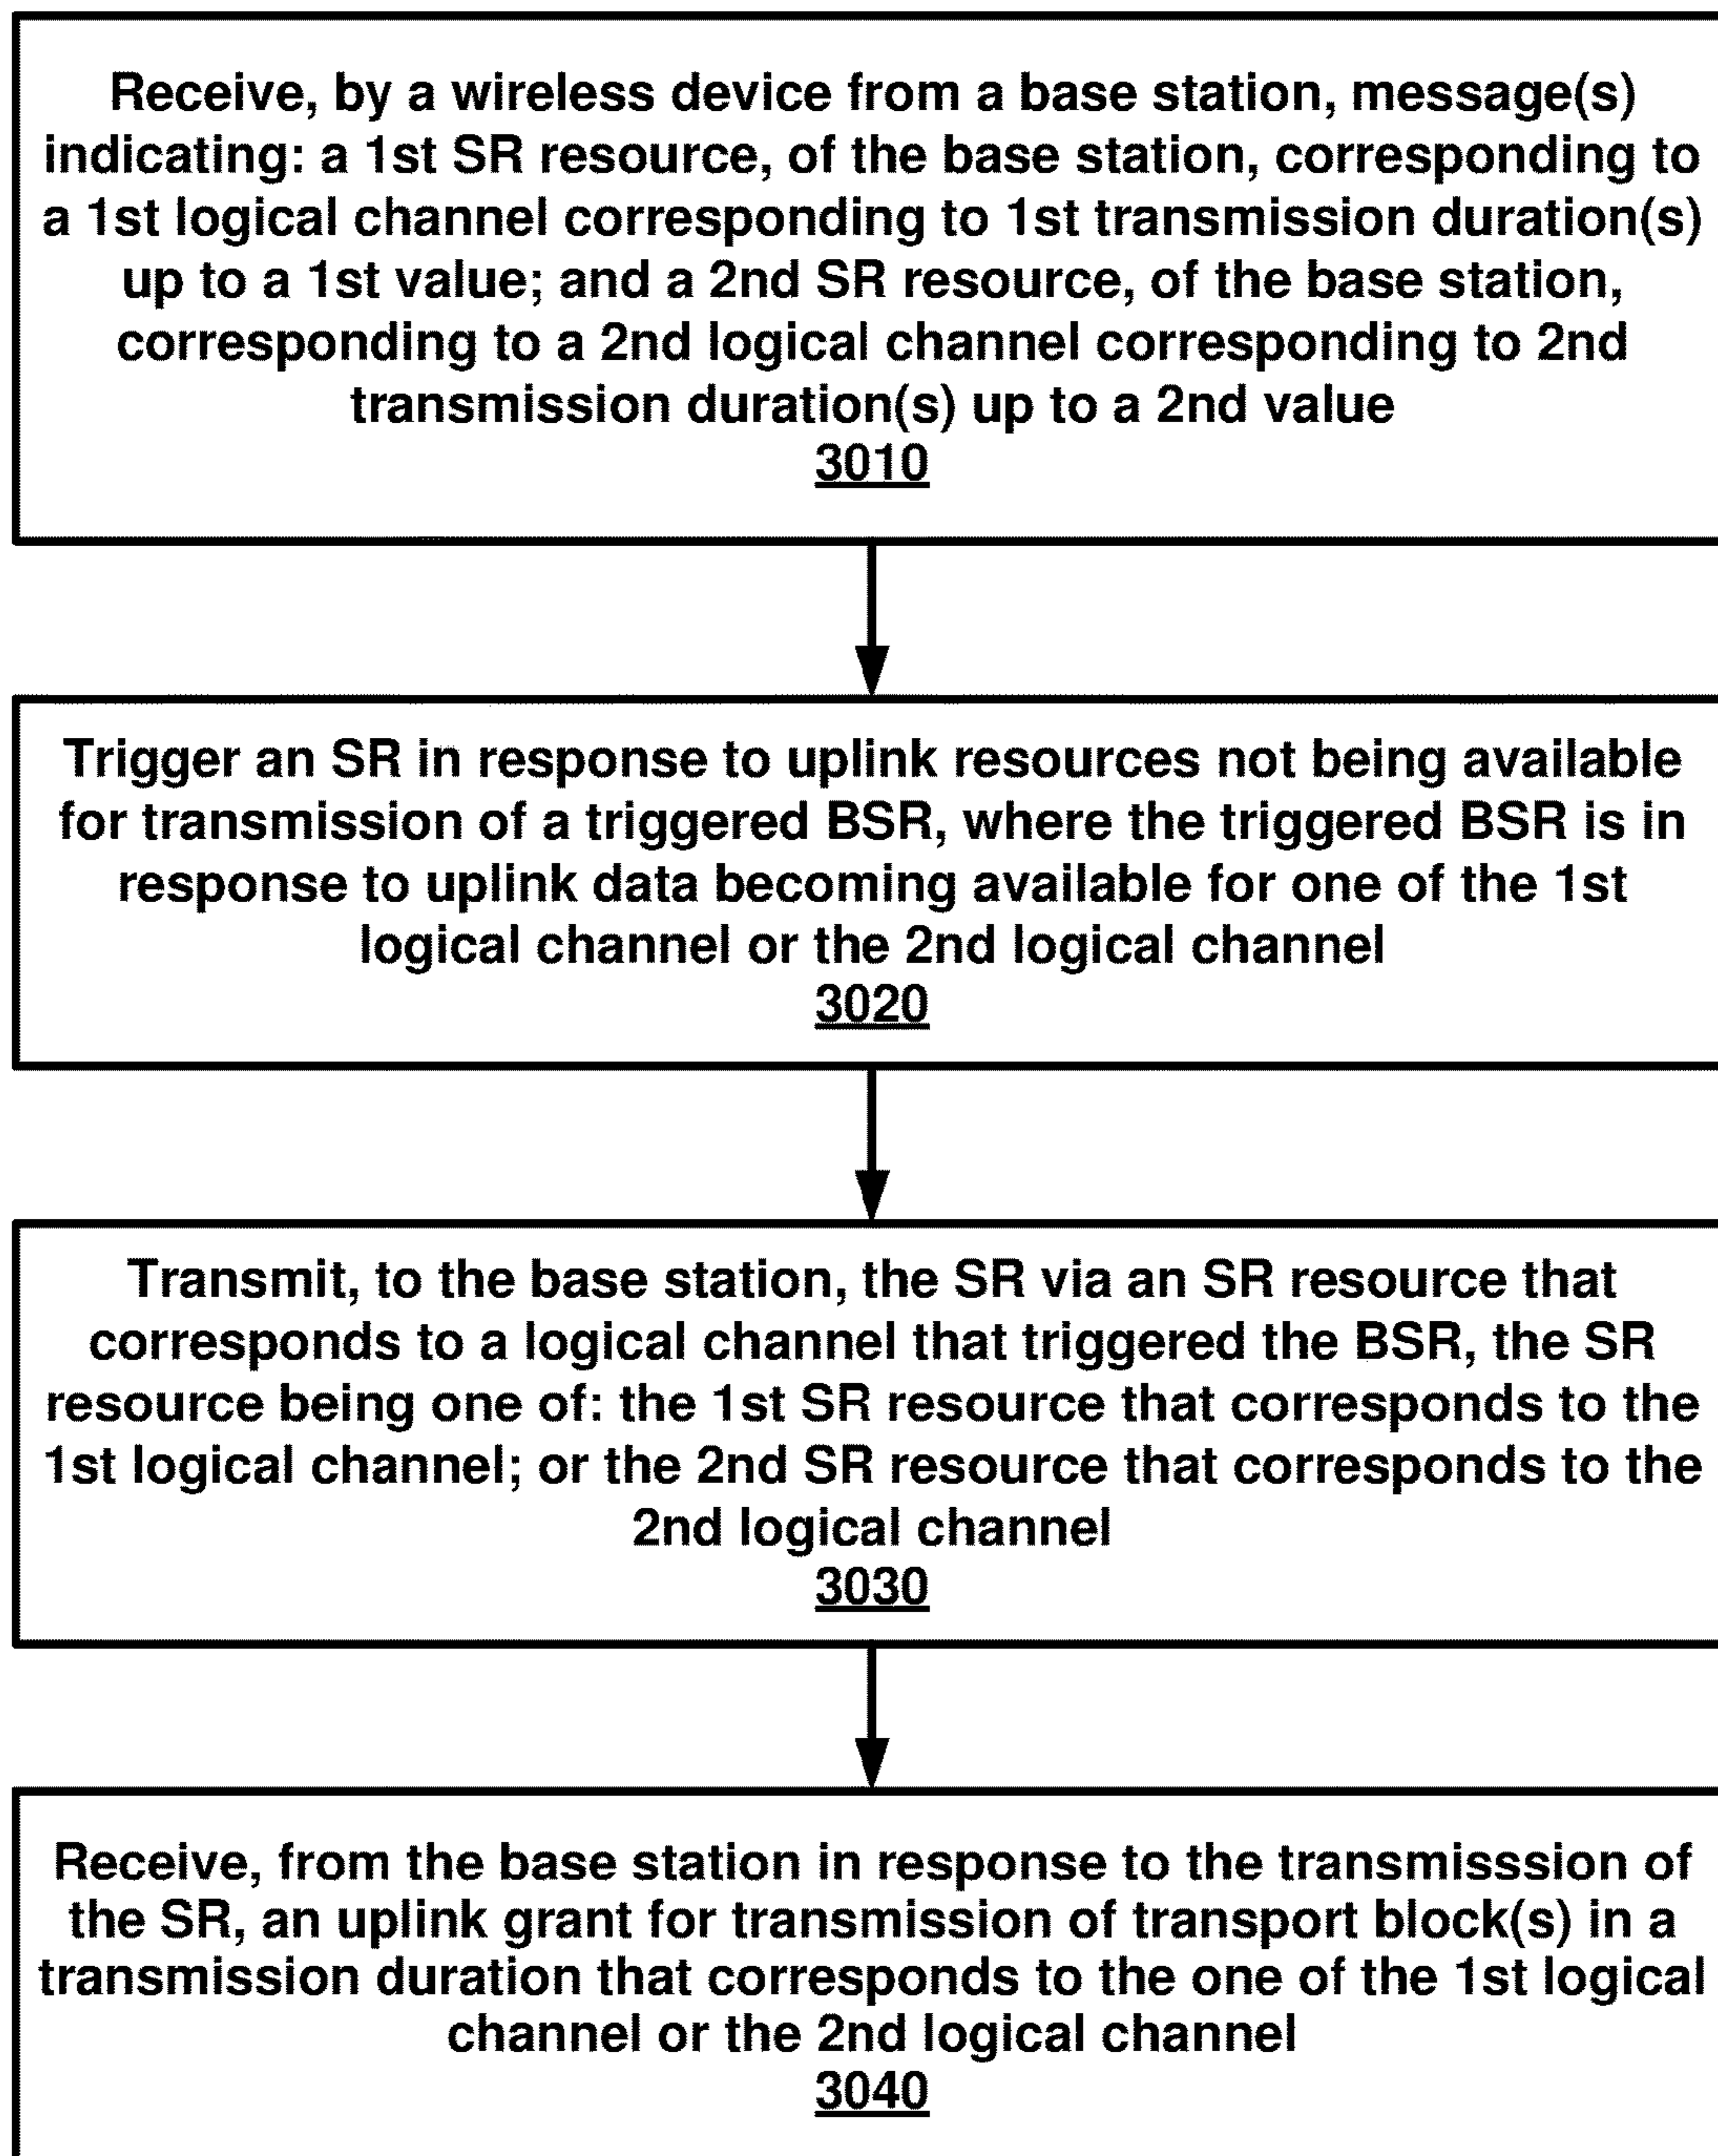 Receive, by a wireless device from a base station, message(s)
indicating: a 1st SR resource, of the base station, corresponding to
a 1st logical channel corresponding to 1st transmission duration(s)
up to a 1st value; and a 2nd SR resource, of the base station,
corresponding to a 2nd logical channel corresponding to 2nd
transmission duration(s) up to a 2nd value
3010
Trigger an SR in response to uplink resources not being available
for transmission of a triggered BSR, where the triggered BSR is in
response to uplink data becoming available for one of the 1st
logical channel or the 2nd logical channel
3020
Transmit, to the base station, the SR via an SR resource that
corresponds to a logical channel that triggered the BSR, the SR
resource being one of: the 1st SR resource that corresponds to the
1st logical channel; or the 2nd SR resource that corresponds to the
2nd logical channel
3030
Receive, from the base station in response to the transmisssion of
the SR, an uplink grant for transmission of transport block(s) in a
transmission duration that corresponds to the one of the 1st logical
channel or the 2nd logical channel
3040